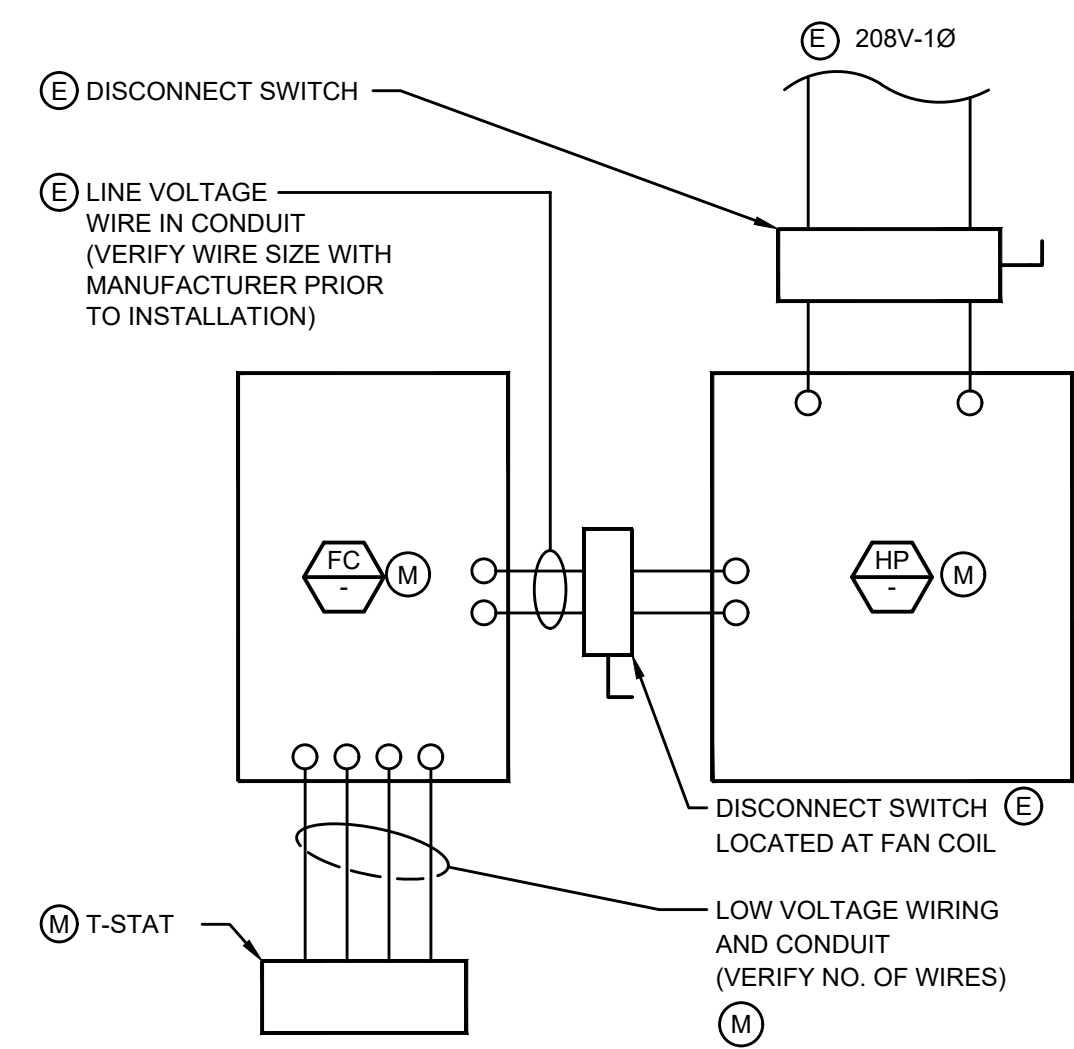 E 208V-1Ø
E DISCONNECT SWITCH
E LINE VOLTAGE
WIRE IN CONDUIT
(VERIFY WIRE SIZE WITH
MANUFACTURER PRIOR
TO INSTALLATION)
FC
-
M
HP
-
M
DISCONNECT SWITCH E
LOCATED AT FAN COIL
LOW VOLTAGE WIRING
AND CONDUIT
(VERIFY NO. OF WIRES)
M
M T-STAT